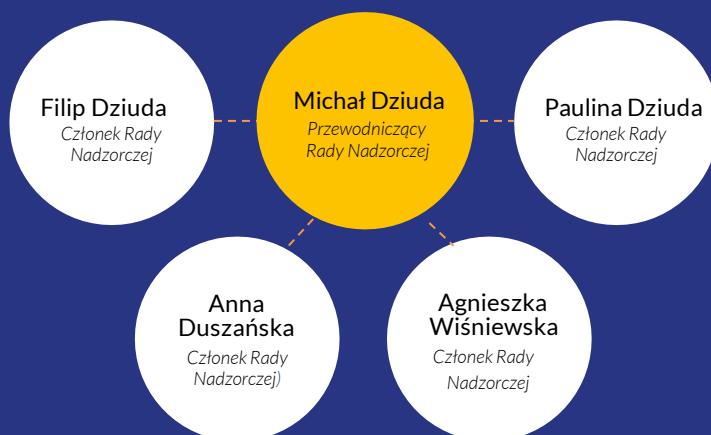 Filip Dziuda
Członek Rady
Nadzorczej
Michał Dziuda
Przewodniczący
Rady Nadzorczej
Paulina Dziuda
Członek Rady
Nadzorczej
Anna
Duszańska
Członek Rady
Nadzorczej)
Agnieszka
Wiśniewska
Członek Rady
Nadzorczej